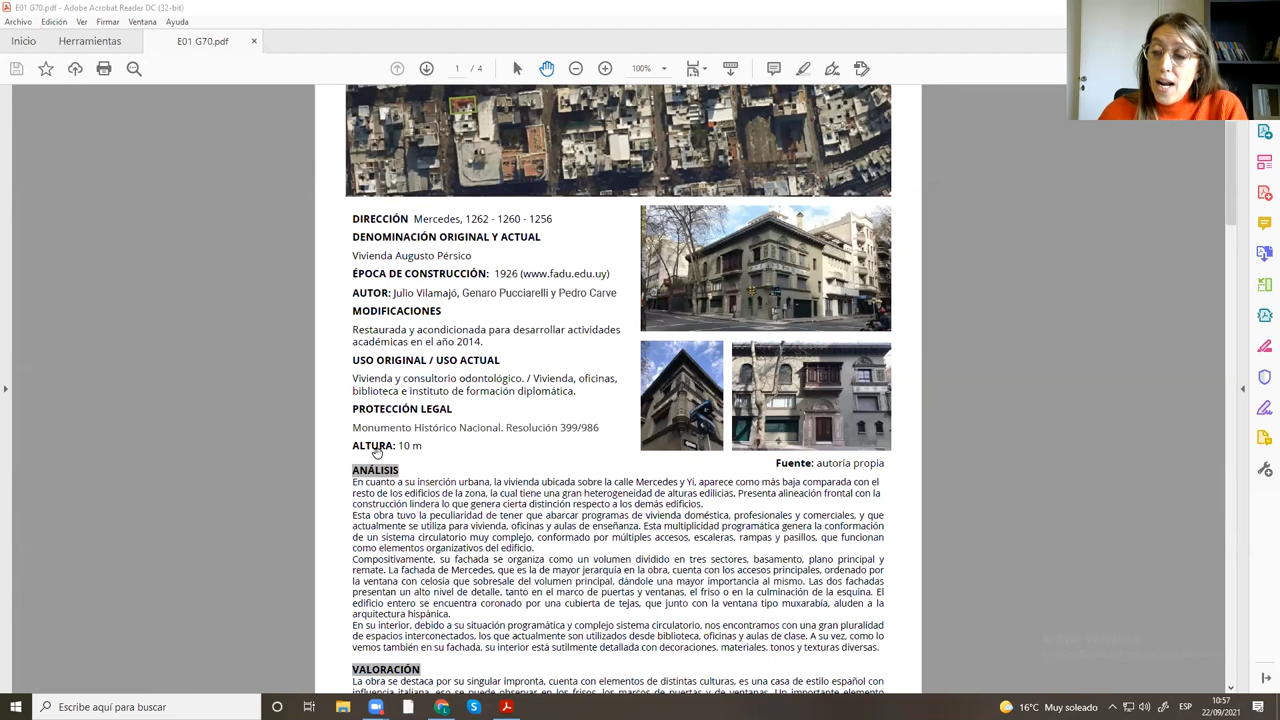 E01 G70.pdf - Adobe Acrobat Reader DC (32-bit)
Archivo Edición Ver Firmar Ventana Ayuda
Inicio Herramientas E01 G70.pdf ×
/ 4 100%
DIRECCIÓN Mercedes, 1262 - 1260 - 1256
DENOMINACIÓN ORIGINAL Y ACTUAL
Vivienda Augusto Pérsico
ÉPOCA DE CONSTRUCCIÓN: 1926 (www.fadu.edu.uy)
AUTOR: Julio Vilamajó, Genaro Pucciarelli y Pedro Carve
MODIFICACIONES
Restaurada y acondicionada para desarrollar actividades
académicas en el año 2014.
USO ORIGINAL / USO ACTUAL
Vivienda y consultorio odontológico. / Vivienda, oficinas,
biblioteca e instituto de formación diplomática.
PROTECCIÓN LEGAL
Monumento Histórico Nacional. Resolución 399/986
ALTURA: 10 m
Fuente: autoría propia
ANÁLISIS
En cuanto a su inserción urbana, la vivienda ubicada sobre la calle Mercedes y Yi, aparece como más baja comparada con el
resto de los edificios de la zona, la cual tiene una gran heterogeneidad de alturas edilicias. Presenta alineación frontal con la
construcción lindera lo que genera cierta distinción respecto a los demás edificios.
Esta obra tuvo la peculiaridad de tener que abarcar programas de vivienda doméstica, profesionales y comerciales, y que
actualmente se utiliza para vivienda, oficinas y aulas de enseñanza. Esta multiplicidad programática genera la conformación
de un sistema circulatorio muy complejo, conformado por múltiples accesos, escaleras, rampas y pasillos, que funcionan
como elementos organizativos del edificio.
Compositivamente, su fachada se organiza como un volumen dividido en tres sectores, basamento, plano principal y
remate. La fachada de Mercedes, que es la de mayor jerarquía en la obra, cuenta con los accesos principales, ordenado por
la ventana con celosía que sobresale del volumen principal, dándole una mayor importancia al mismo. Las dos fachadas
presentan un alto nivel de detalle, tanto en el marco de puertas y ventanas, el friso o en la culminación de la esquina. El
edificio entero se encuentra coronado por una cubierta de tejas, que junto con la ventana tipo muxarabia, aluden a la
arquitectura hispánica.
En su interior, debido a su situación programática y complejo sistema circulatorio, nos encontramos con una gran pluralidad
de espacios interconectados, los que actualmente son utilizados desde biblioteca, oficinas y aulas de clase. A su vez, como lo
vemos también en su fachada, su interior está sutilmente detallada con decoraciones, materiales, tonos y texturas diversas.
VALORACIÓN
La obra se destaca por su singular impronta, cuenta con elementos de distintas culturas, es una casa de estilo español con
influencia italiana, eso se puede observar en los frisos, los marcos de puertas y de ventanas. Un importante elemento
Escribe aquí para buscar
16°C Muy soleado ESP 10:57
22/09/2021